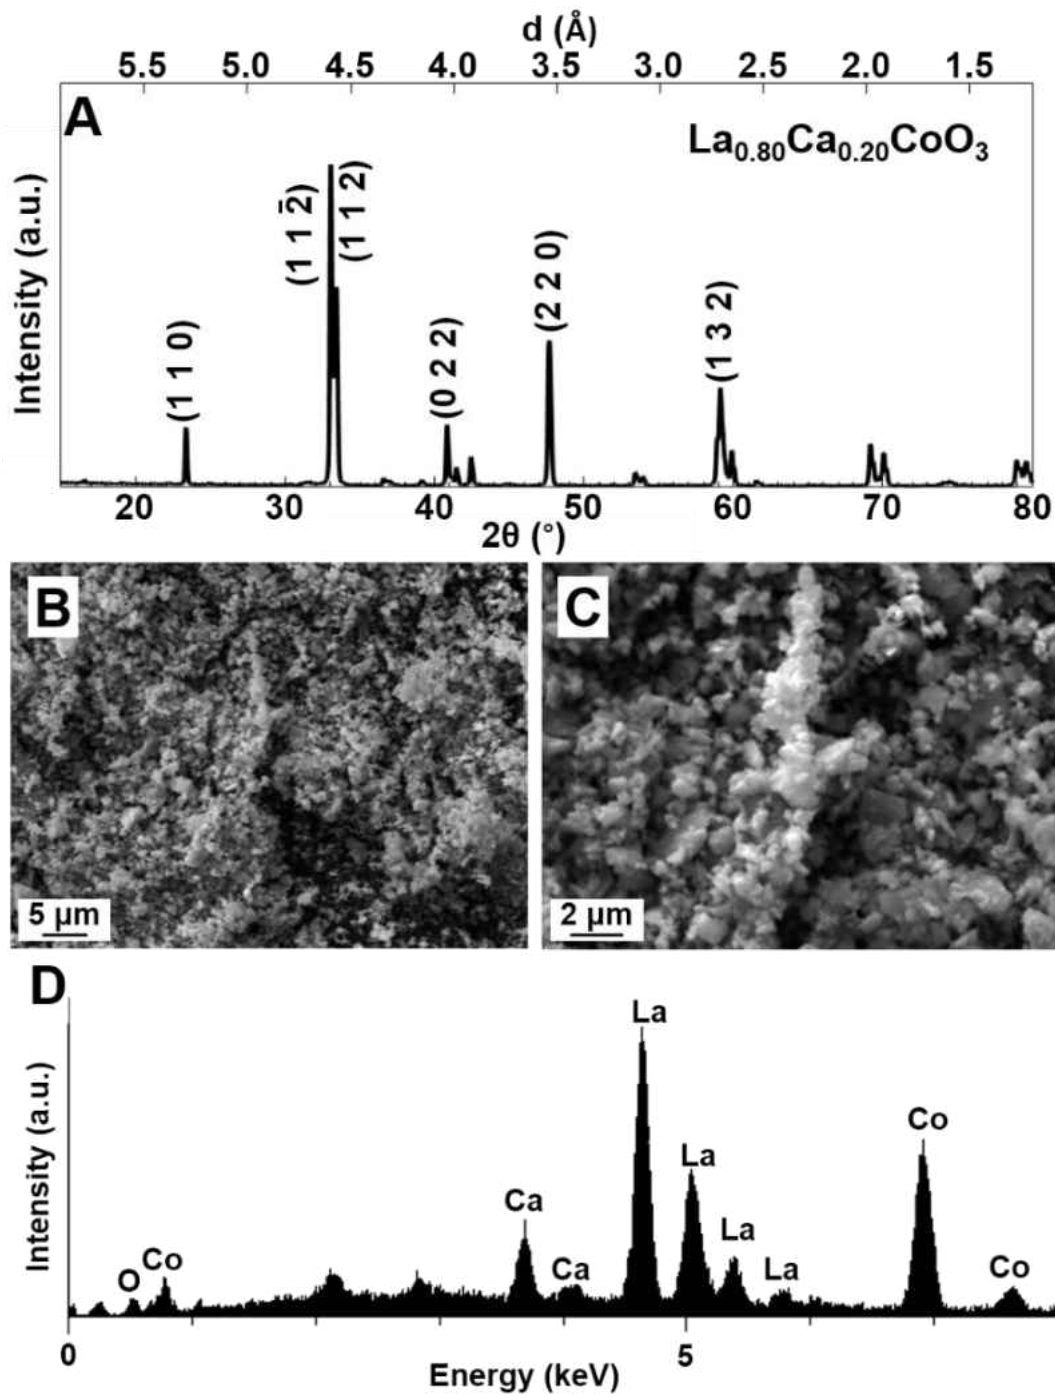 d (Å)
5.5 5.0 4.5 4.0 3.5 3.0 2.5 2.0 1.5
A
La₀.₈₀Ca₀.₂₀CoO₃
Intensity (a.u.)
(1 1 0)
(1 1 2̄)
(1 1 2)
(0 2 2)
(2 2 0)
(1 3 2)
20 30 40 50 60 70 80
2θ (°)
B
5 µm
C
2 µm
D
Intensity (a.u.)
O
Co
Ca
Ca
La
La
La
La
Co
Co
0 5
Energy (keV)